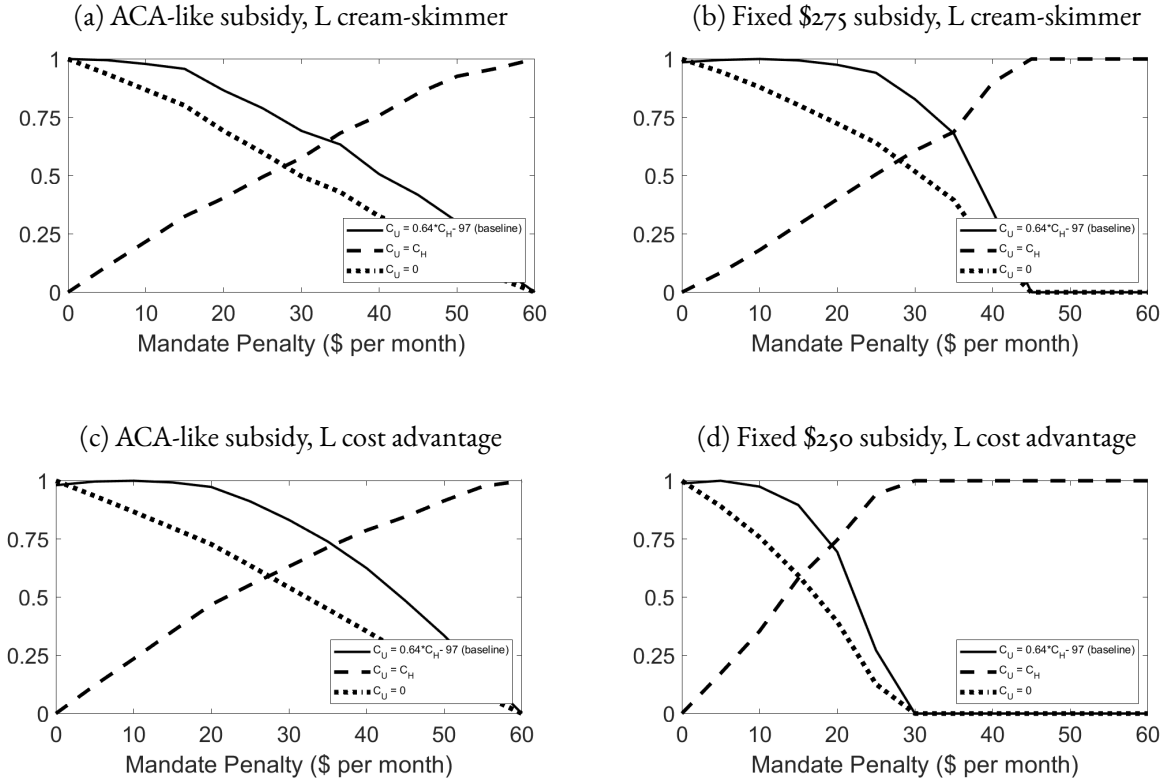 (a) ACA-like subsidy, L cream-skimmer
1
0.75
0.5
0.25
0
C_U = 0.64*C_H- 97 (baseline)
C_U = C_H
C_U = 0
0 10 20 30 40 50 60
Mandate Penalty ($ per month)
(b) Fixed $275 subsidy, L cream-skimmer
1
0.75
0.5
0.25
0
C_U = 0.64*C_H- 97 (baseline)
C_U = C_H
C_U = 0
0 10 20 30 40 50 60
Mandate Penalty ($ per month)
(c) ACA-like subsidy, L cost advantage
1
0.75
0.5
0.25
0
C_U = 0.64*C_H- 97 (baseline)
C_U = C_H
C_U = 0
0 10 20 30 40 50 60
Mandate Penalty ($ per month)
(d) Fixed $250 subsidy, L cost advantage
1
0.75
0.5
0.25
0
C_U = 0.64*C_H- 97 (baseline)
C_U = C_H
C_U = 0
0 10 20 30 40 50 60
Mandate Penalty ($ per month)